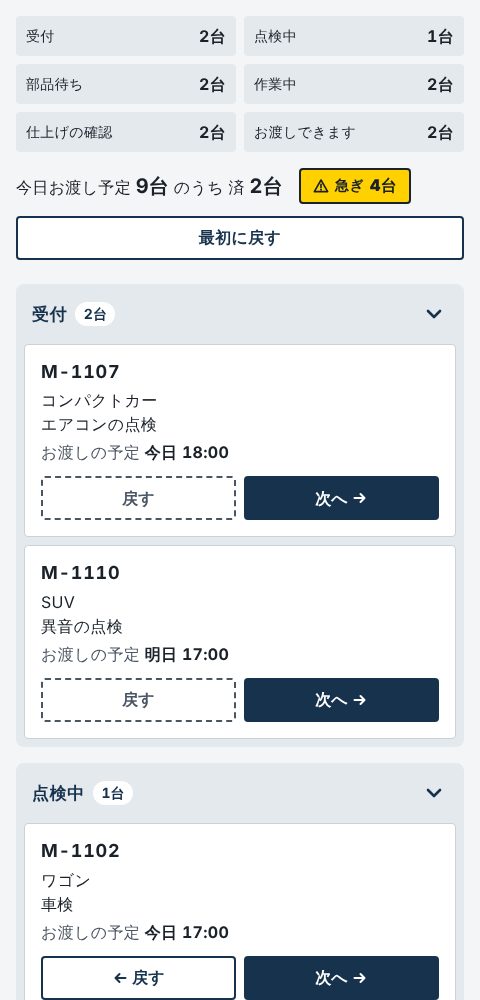 受付 2台
点検中 1台
部品待ち 2台
作業中 2台
仕上げの確認 2台
お渡しできます 2台
今日お渡し予定 9台 のうち 済 2台 急ぎ 4台
最初に戻す
受付 2台
M-1107
コンパクトカー
エアコンの点検
お渡しの予定 今日 18:00
戻す 次へ →
M-1110
SUV
異音の点検
お渡しの予定 明日 17:00
戻す 次へ →
点検中 1台
M-1102
ワゴン
車検
お渡しの予定 今日 17:00
← 戻す 次へ →